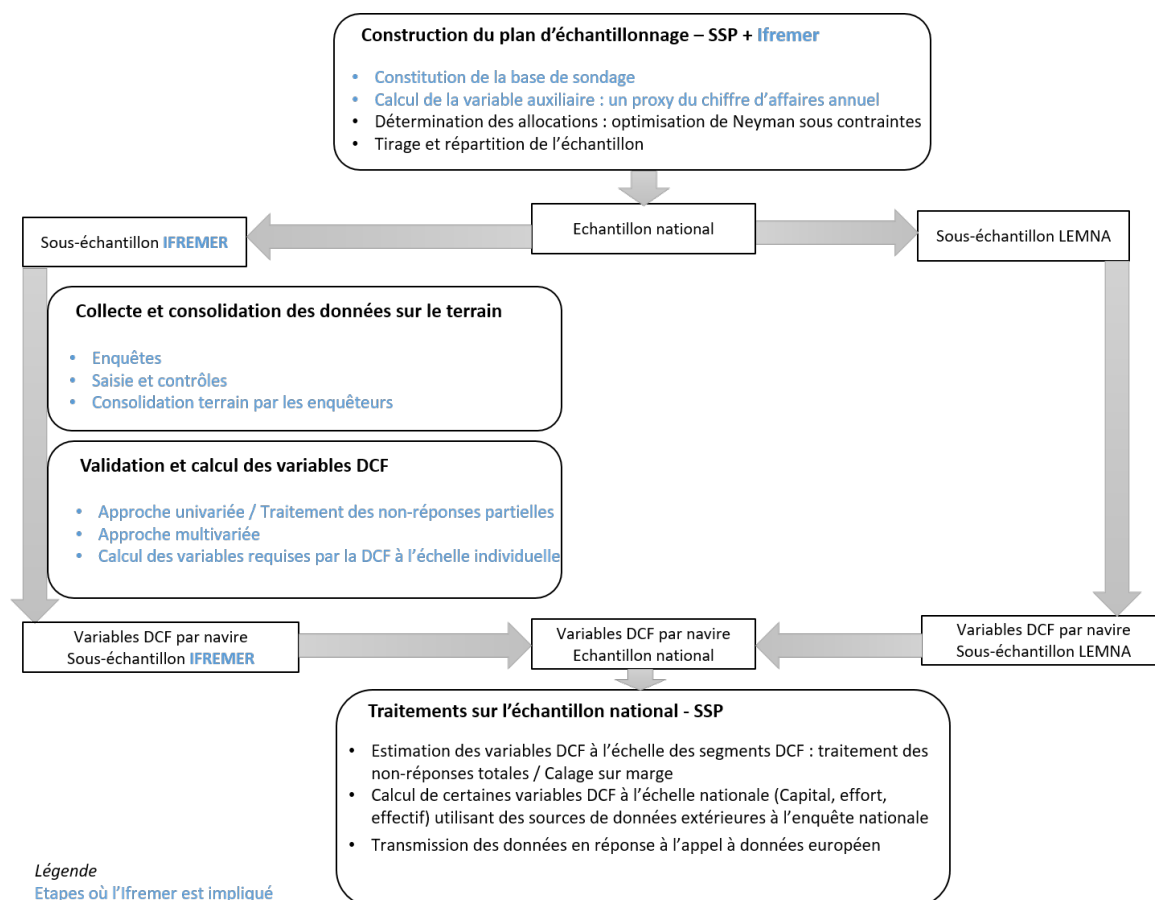 Construction du plan d’échantillonnage – SSP + Ifremer
• Constitution de la base de sondage
• Calcul de la variable auxiliaire : un proxy du chiffre d’affaires annuel
• Détermination des allocations : optimisation de Neyman sous contraintes
• Tirage et répartition de l’échantillon
Sous-échantillon IFREMER
Echantillon national
Sous-échantillon LEMNA
Collecte et consolidation des données sur le terrain
• Enquêtes
• Saisie et contrôles
• Consolidation terrain par les enquêteurs
Validation et calcul des variables DCF
• Approche univariée / Traitement des non-réponses partielles
• Approche multivariée
• Calcul des variables requises par la DCF à l’échelle individuelle
Variables DCF par navire
Sous-échantillon IFREMER
Variables DCF par navire
Echantillon national
Variables DCF par navire
Sous-échantillon LEMNA
Traitements sur l’échantillon national - SSP
• Estimation des variables DCF à l’échelle des segments DCF : traitement des
non-réponses totales / Calage sur marge
• Calcul de certaines variables DCF à l’échelle nationale (Capital, effort,
effectif) utilisant des sources de données extérieures à l’enquête nationale
• Transmission des données en réponse à l’appel à données européen
Légende
Etapes où l’Ifremer est impliqué